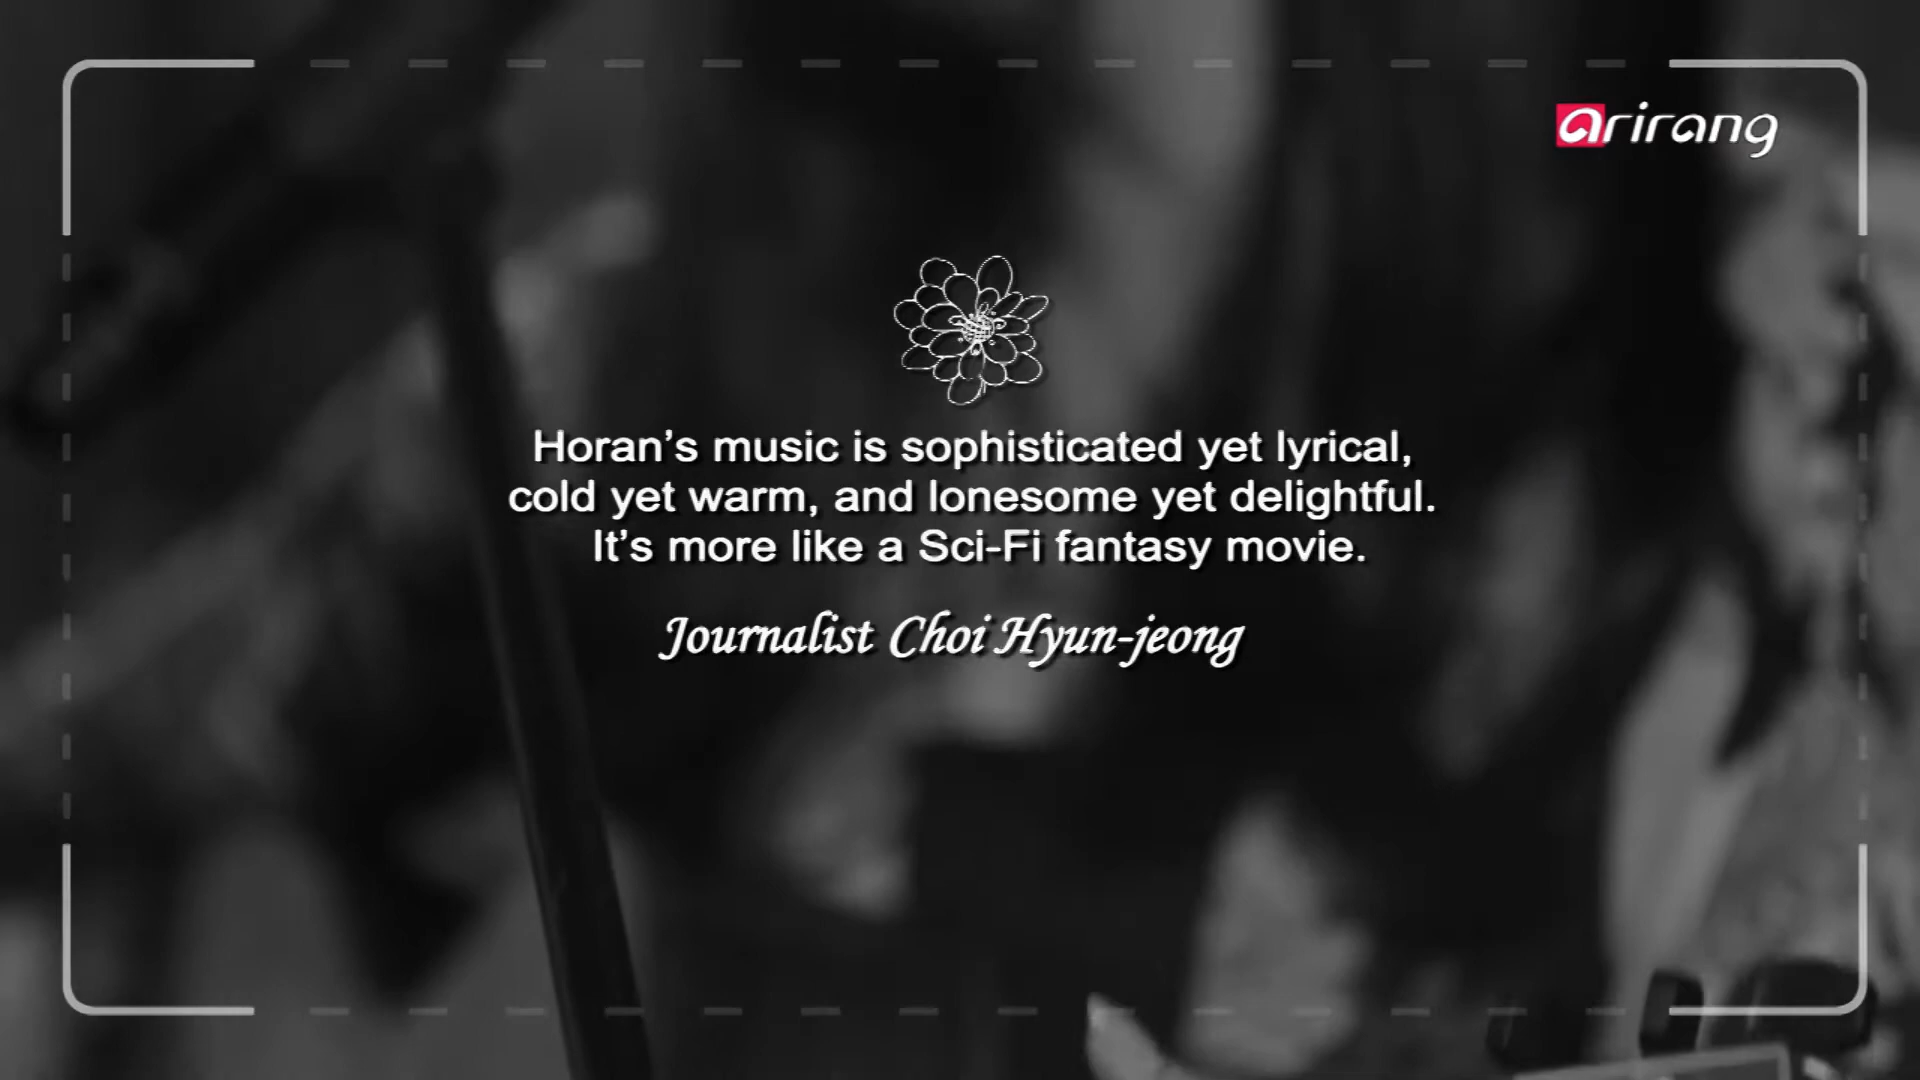 arirang
Horan’s music is sophisticated yet lyrical,
cold yet warm, and lonesome yet delightful.
It’s more like a Sci-Fi fantasy movie.
Journalist Choi Hyun-jeong